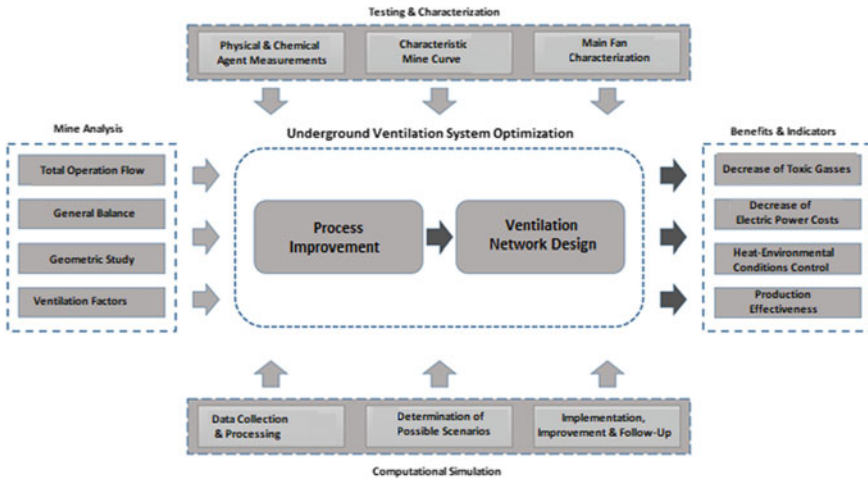 Testing & Characterization
Physical & Chemical
Agent Measurements
Characteristic
Mine Curve
Main Fan
Characterization
Mine Analysis
Total Operation Flow
General Balance
Geometric Study
Ventilation Factors
Underground Ventilation System Optimization
Process
Improvement
Ventilation
Network Design
Benefits & Indicators
Decrease of Toxic Gasses
Decrease of
Electric Power Costs
Heat-Environmental
Conditions Control
Production
Effectiveness
Data Collection
& Processing
Determination of
Possible Scenarios
Implementation,
Improvement & Follow-Up
Computational Simulation